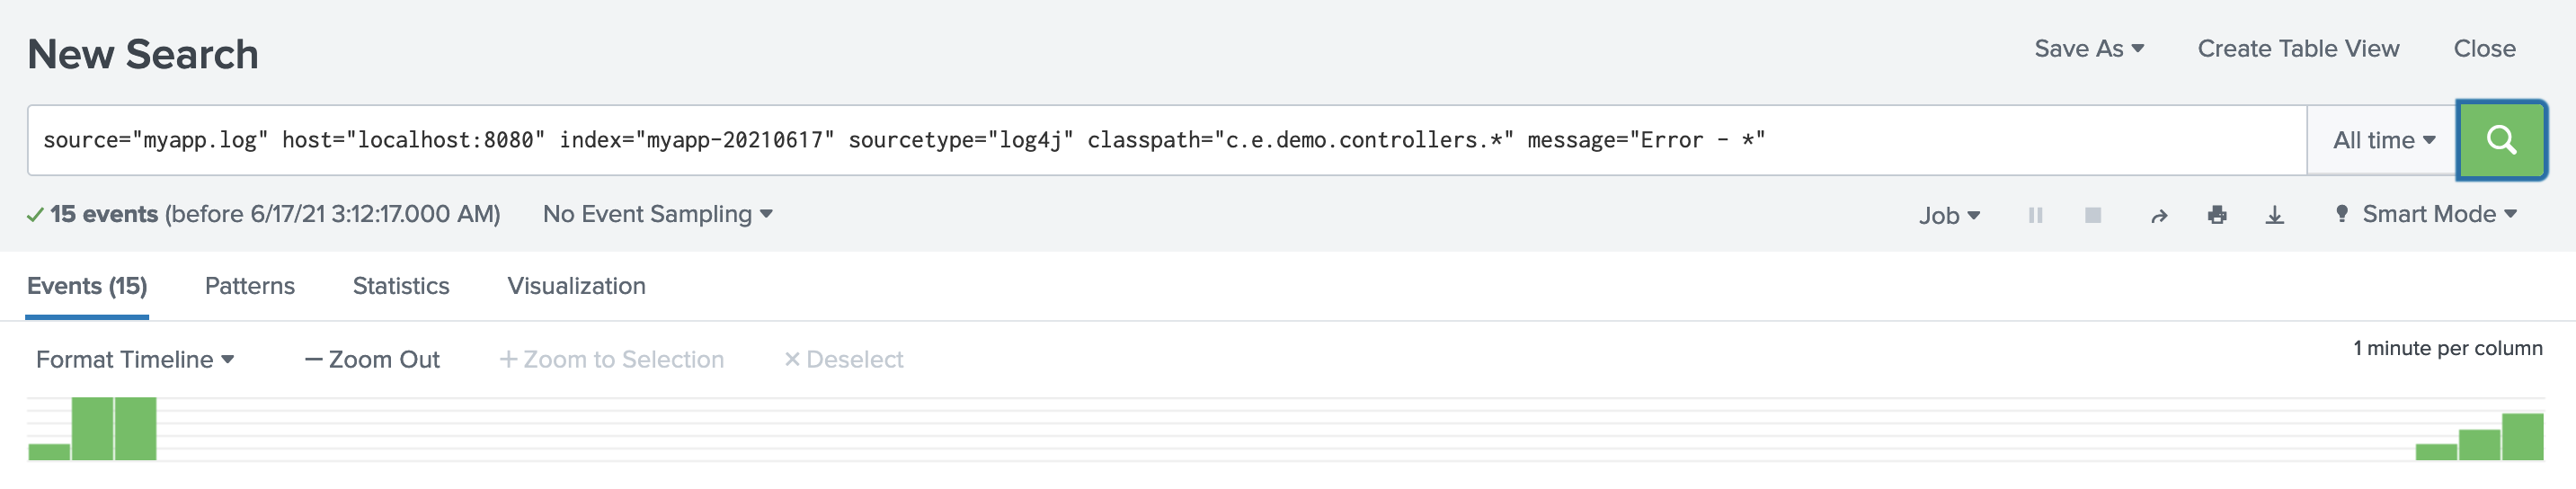 New Search
Save As Create Table View Close
source="myapp.log" host="localhost:8080" index="myapp-20210617" sourcetype="log4j" classpath="c.e.demo.controllers.*" message="Error - *"
All time
15 events (before 6/17/21 3:12:17.000 AM) No Event Sampling
Job Smart Mode
Events (15) Patterns Statistics Visualization
Format Timeline Zoom Out Zoom to Selection Deselect
1 minute per column